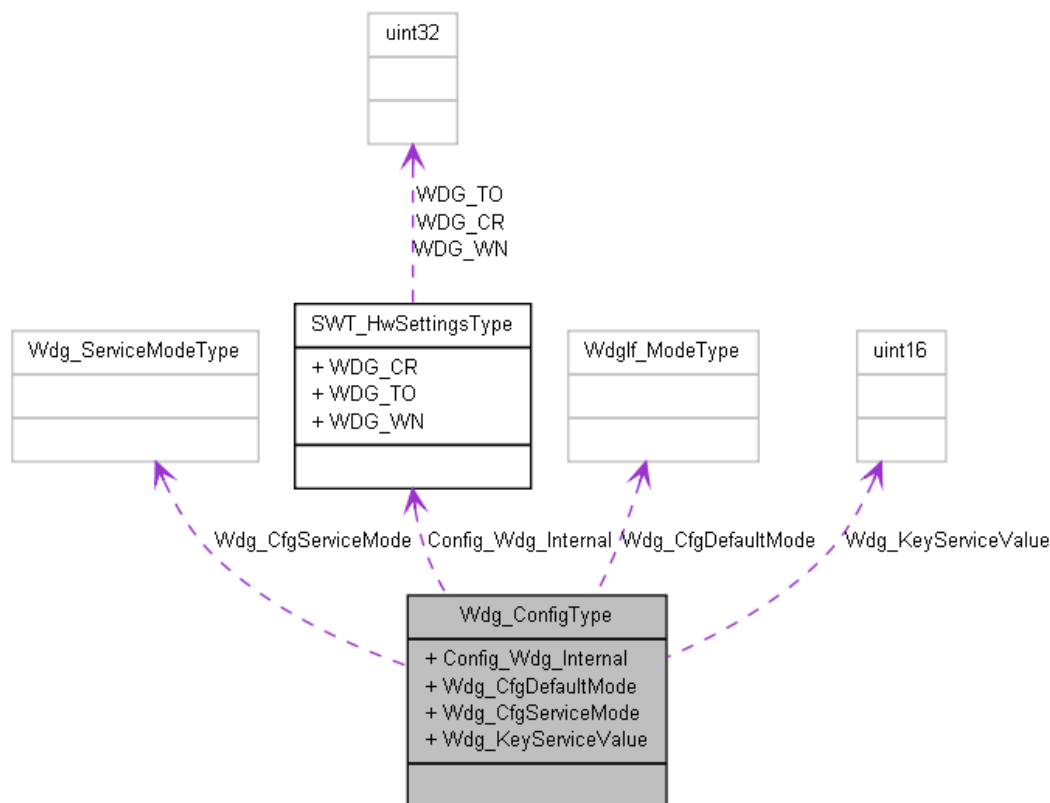 uint32
WDG_TO
WDG_CR
WDG_WN
SWT_HwSettingsType
+ WDG_CR
+ WDG_TO
+ WDG_WN
Wdg_ServiceModeType
WdgIf_ModeType
uint16
Wdg_CfgServiceMode
Config_Wdg_Internal
Wdg_CfgDefaultMode
Wdg_KeyServiceValue
Wdg_ConfigType
+ Config_Wdg_Internal
+ Wdg_CfgDefaultMode
+ Wdg_CfgServiceMode
+ Wdg_KeyServiceValue